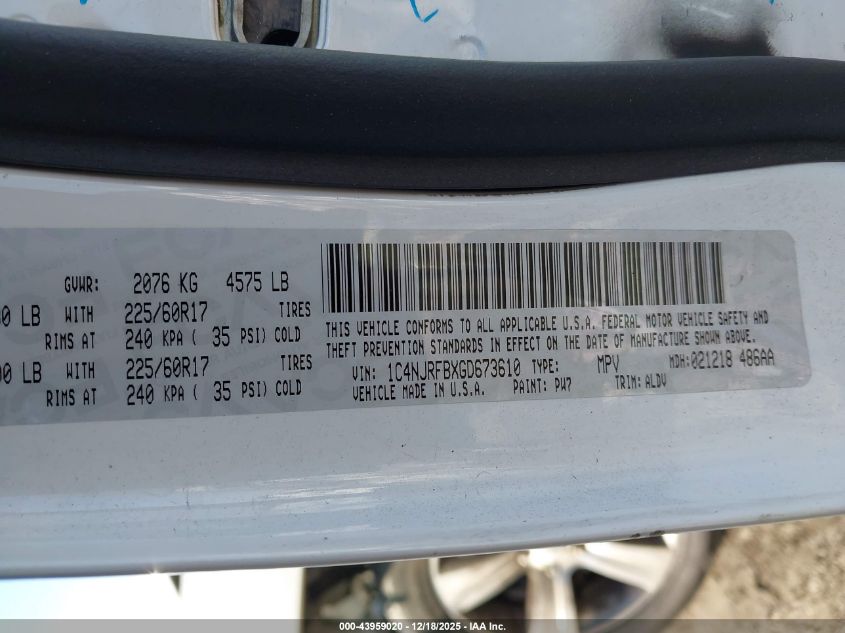 GVWR: 2076 KG 4575 LB
0 LB WITH 225/60R17 TIRES
RIMS AT 240 KPA ( 35 PSI) COLD
00 LB WITH 225/60R17 TIRES
RIMS AT 240 KPA ( 35 PSI) COLD
THIS VEHICLE CONFORMS TO ALL APPLICABLE U.S.A. FEDERAL MOTOR VEHICLE SAFETY AND
THEFT PREVENTION STANDARDS IN EFFECT ON THE DATE OF MANUFACTURE SHOWN ABOVE.
VIN: 1C4NJRFBXGD673610 TYPE: MPV MDH:021218 486AA
VEHICLE MADE IN U.S.A. PAINT: PW7 TRIM: ALDV
000-43959020 - 12/18/2025 - IAA Inc.